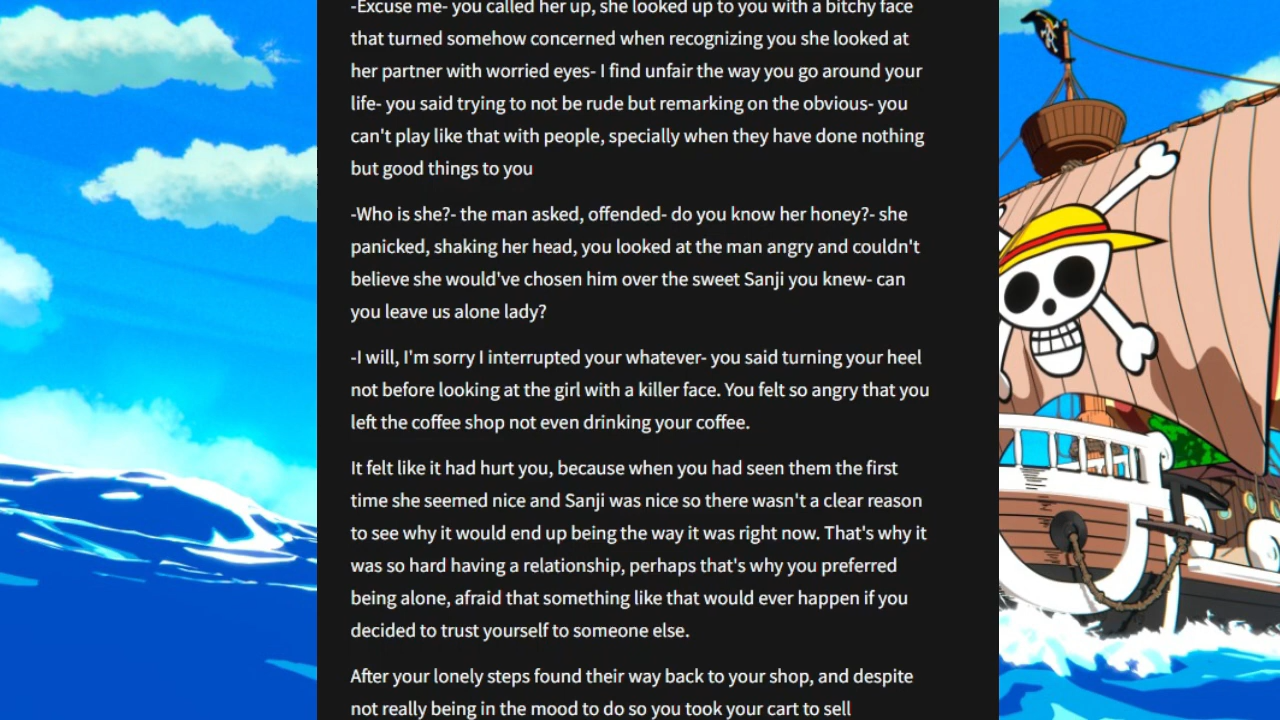 -Excuse me- you called her up, she looked up to you with a bitchy face
that turned somehow concerned when recognizing you she looked at
her partner with worried eyes- I find unfair the way you go around your
life- you said trying to not be rude but remarking on the obvious- you
can't play like that with people, specially when they have done nothing
but good things to you
-Who is she?- the man asked, offended- do you know her honey?- she
panicked, shaking her head, you looked at the man angry and couldn't
believe she would've chosen him over the sweet Sanji you knew- can
you leave us alone lady?
-I will, I'm sorry I interrupted your whatever- you said turning your heel
not before looking at the girl with a killer face. You felt so angry that you
left the coffee shop not even drinking your coffee.
It felt like it had hurt you, because when you had seen them the first
time she seemed nice and Sanji was nice so there wasn't a clear reason
to see why it would end up being the way it was right now. That's why it
was so hard having a relationship, perhaps that's why you preferred
being alone, afraid that something like that would ever happen if you
decided to trust yourself to someone else.
After your lonely steps found their way back to your shop, and despite
not really being in the mood to do so you took your cart to sell